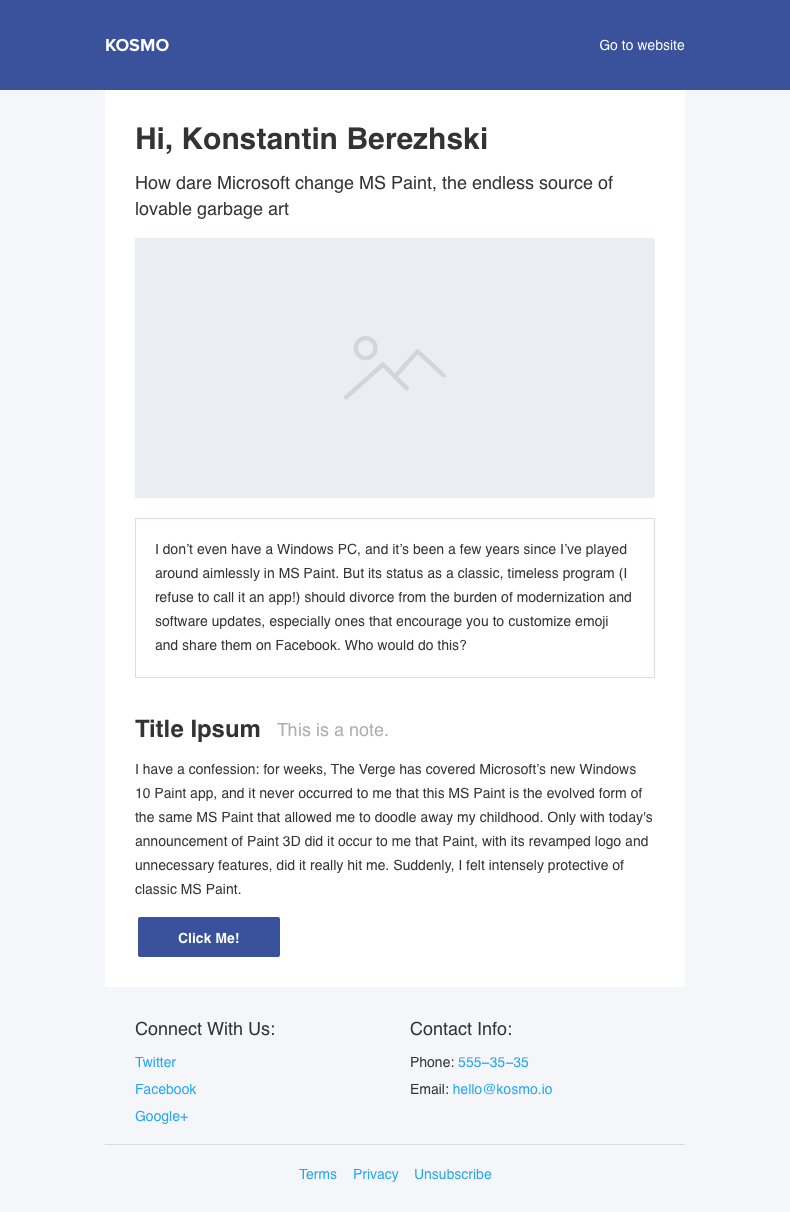 KOSMO
Go to website
Hi, Konstantin Berezhski
How dare Microsoft change MS Paint, the endless source of
lovable garbage art
I don’t even have a Windows PC, and it’s been a few years since I’ve played
around aimlessly in MS Paint. But its status as a classic, timeless program (I
refuse to call it an app!) should divorce from the burden of modernization and
software updates, especially ones that encourage you to customize emoji
and share them on Facebook. Who would do this?
Title Ipsum This is a note.
I have a confession: for weeks, The Verge has covered Microsoft’s new Windows
10 Paint app, and it never occurred to me that this MS Paint is the evolved form of
the same MS Paint that allowed me to doodle away my childhood. Only with today's
announcement of Paint 3D did it occur to me that Paint, with its revamped logo and
unnecessary features, did it really hit me. Suddenly, I felt intensely protective of
classic MS Paint.
Click Me!
Connect With Us:
Twitter
Facebook
Google+
Contact Info:
Phone: 555–35–35
Email: hello@kosmo.io
Terms Privacy Unsubscribe